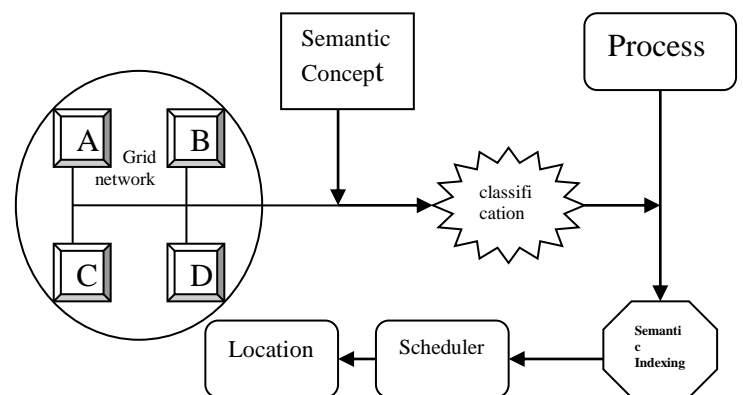 Semantic
Concept
Process
A
B
Grid
network
classifi
cation
C
D
Location
Scheduler
Semanti
c
Indexing